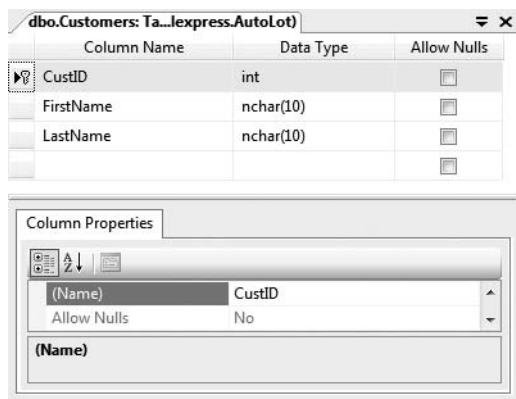 dbo.Customers: Ta...lexpress.AutoLot)
Column Name Data Type Allow Nulls
CustID int
FirstName nchar(10)
LastName nchar(10)
Column Properties
A Z
(Name) CustID
Allow Nulls No
(Name)